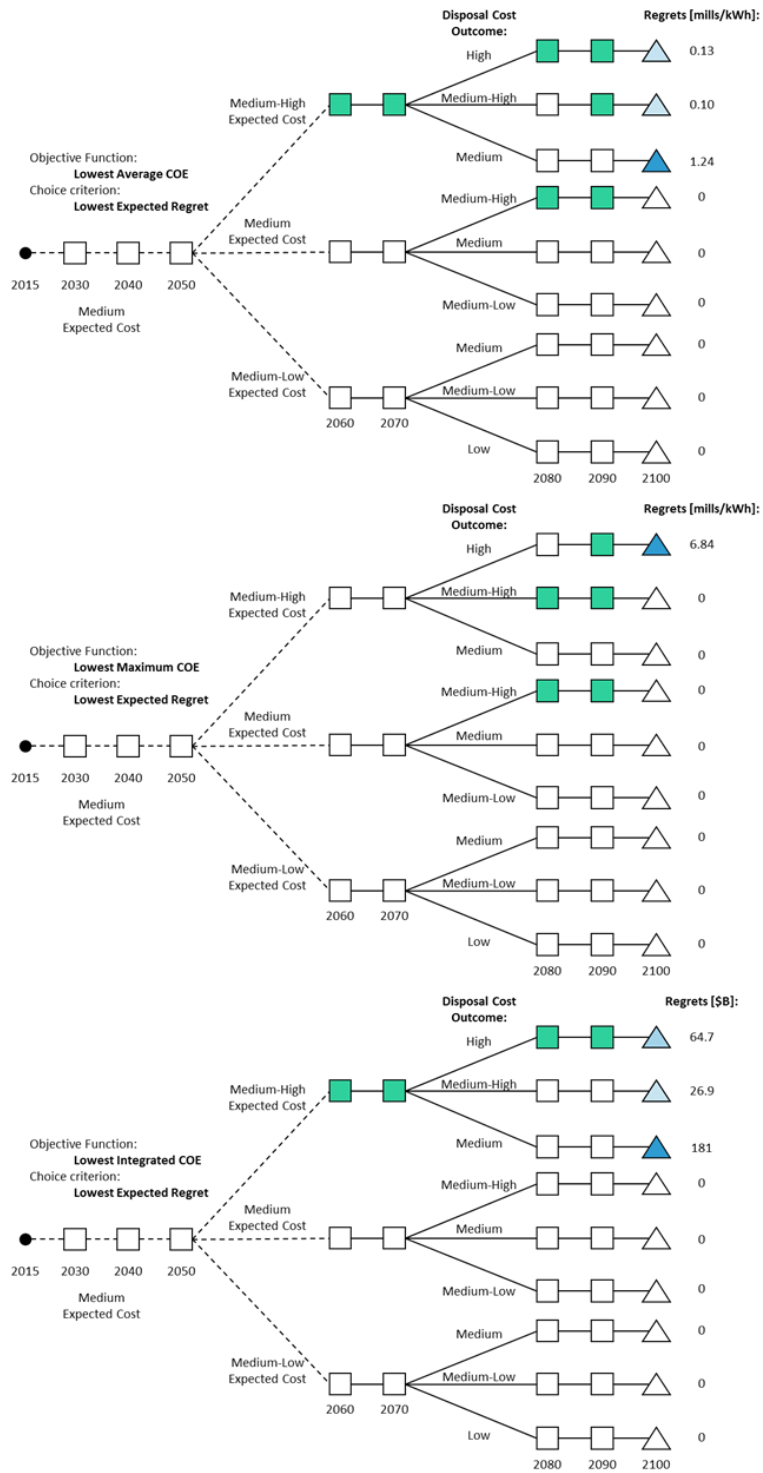 Disposal Cost Outcome:
Regrets [mills/kWh]:
High
0.13
Medium-High
Expected Cost
Medium-High
0.10
Objective Function:
Lowest Average COE
Choice criterion:
Lowest Expected Regret
Medium
1.24
Medium-High
0
Medium
Expected Cost
Medium
0
2015
2030
2040
2050
Medium
Expected Cost
Medium-Low
0
Medium
0
Medium-Low
Expected Cost
Medium-Low
0
2060
2070
Low
0
2080
2090
2100
Disposal Cost
Outcome:
Regrets [mills/kWh]:
High
6.84
Medium-High
Expected Cost
Medium-High
0
Objective Function:
Lowest Maximum COE
Choice criterion:
Lowest Expected Regret
Medium
0
Medium-High
0
Medium
Expected Cost
Medium
0
2015
2030
2040
2050
Medium
Expected Cost
Medium-Low
0
Medium
0
Medium-Low
Expected Cost
Medium-Low
0
2060
2070
Low
0
2080
2090
2100
Disposal Cost
Outcome:
Regrets [$B]:
High
64.7
Medium-High
Expected Cost
Medium-High
26.9
Objective Function:
Lowest Integrated COE
Choice criterion:
Lowest Expected Regret
Medium
181
Medium-High
0
Medium
Expected Cost
Medium
0
2015
2030
2040
2050
Medium
Expected Cost
Medium-Low
0
Medium
0
Medium-Low
Expected Cost
Medium-Low
0
2060
2070
Low
0
2080
2090
2100